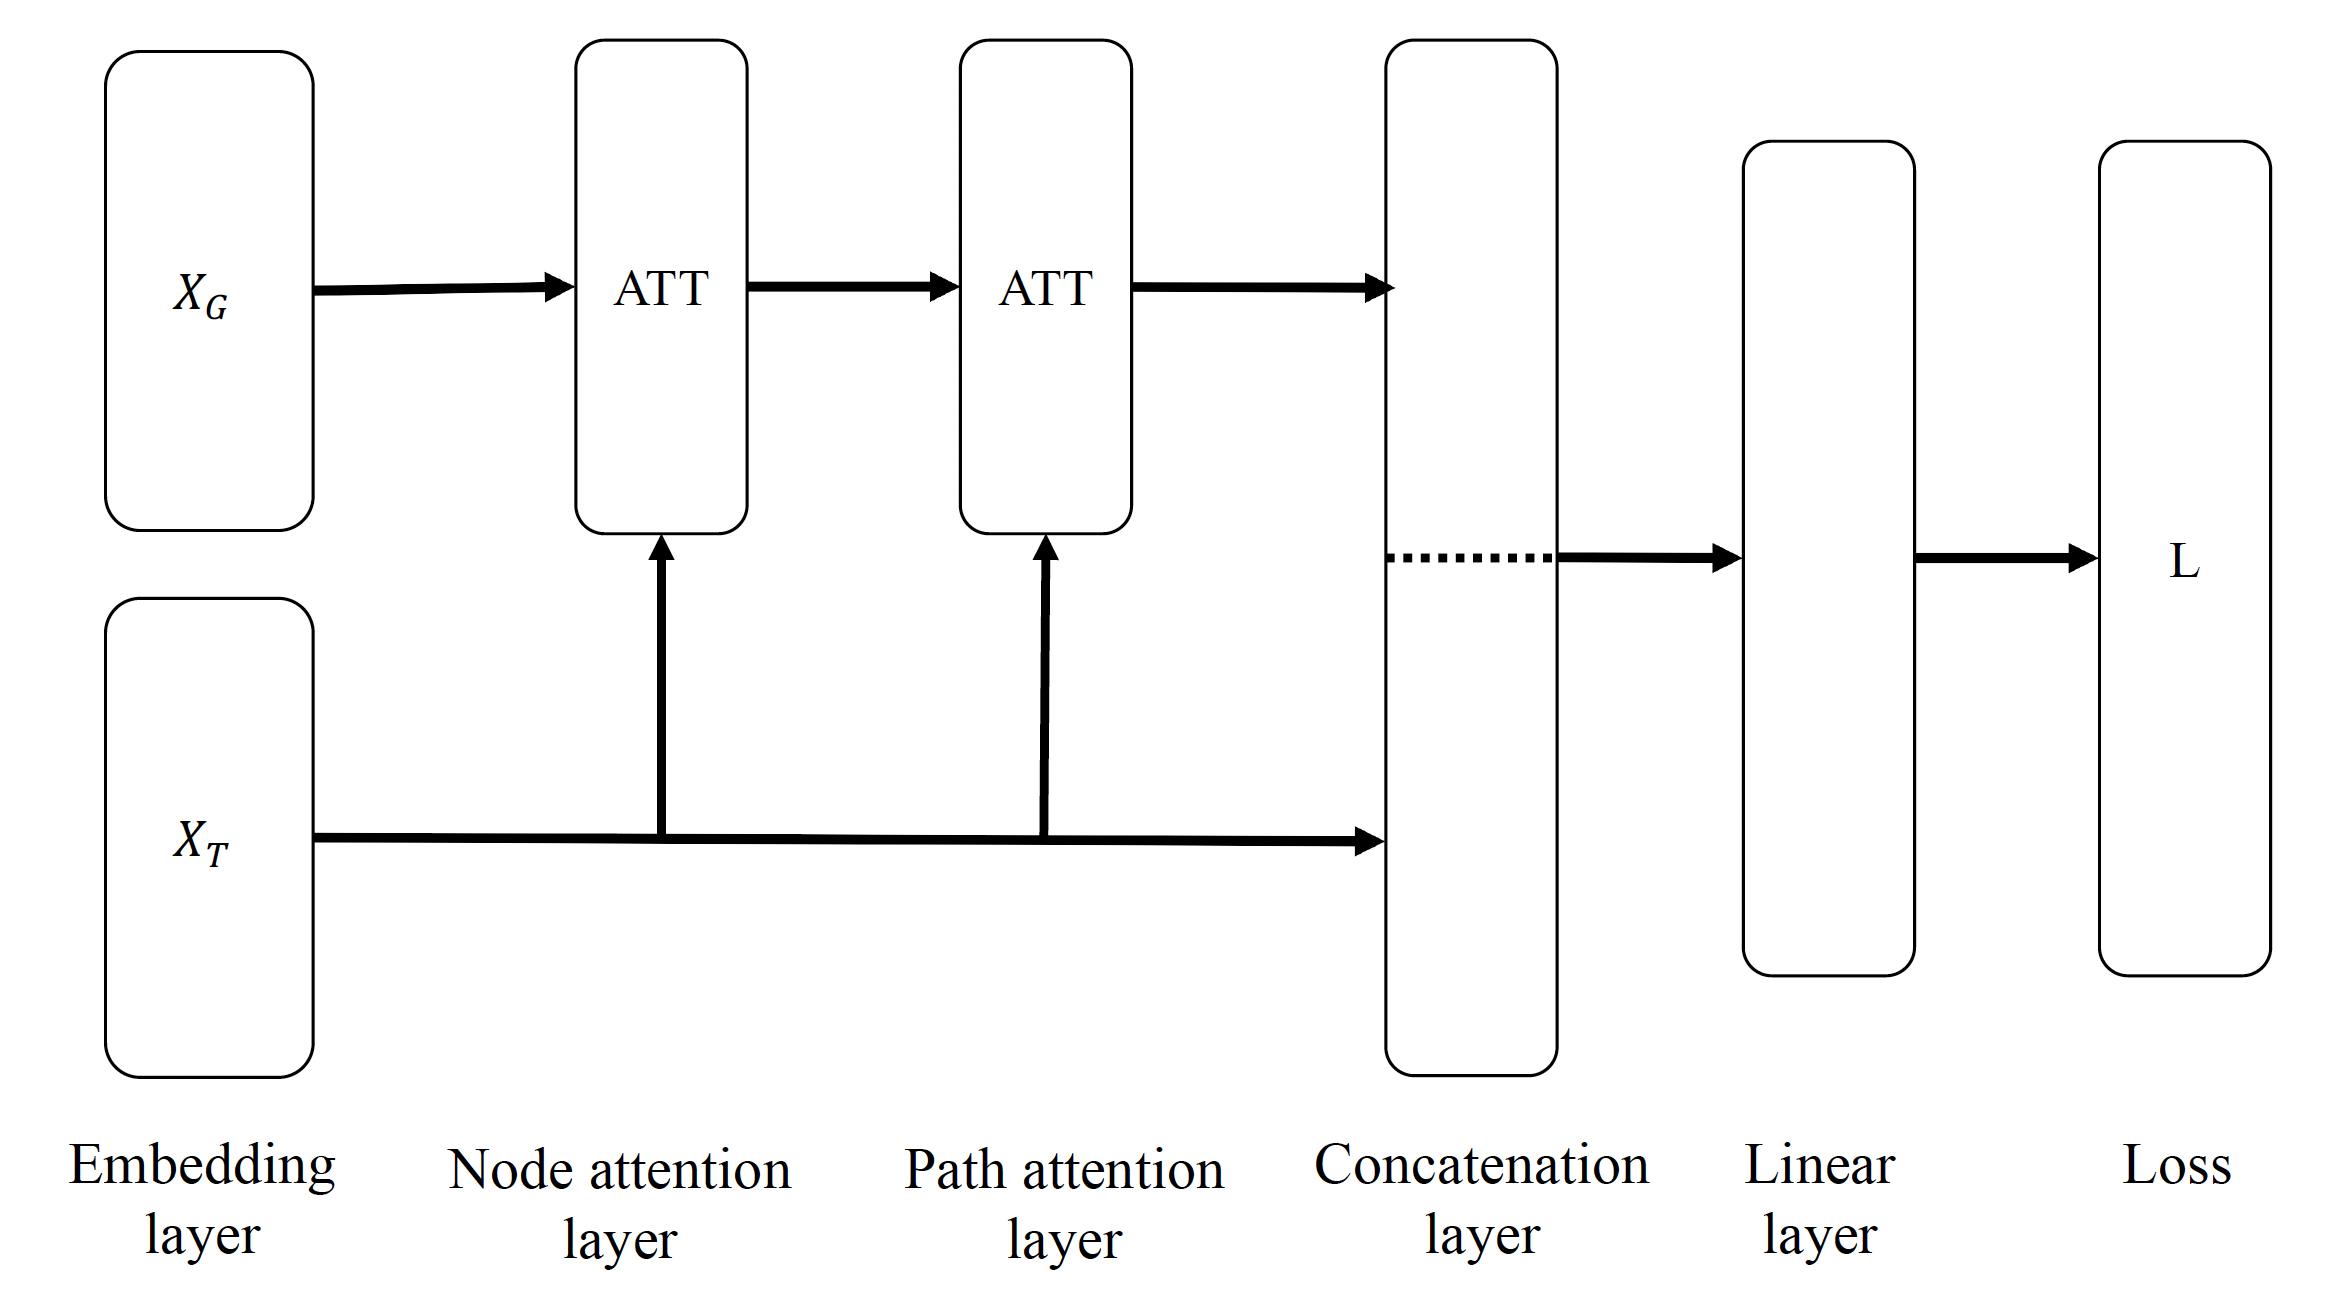 X_G
ATT
ATT
L
X_T
Embedding
layer
Node attention
layer
Path attention
layer
Concatenation
layer
Linear
layer
Loss